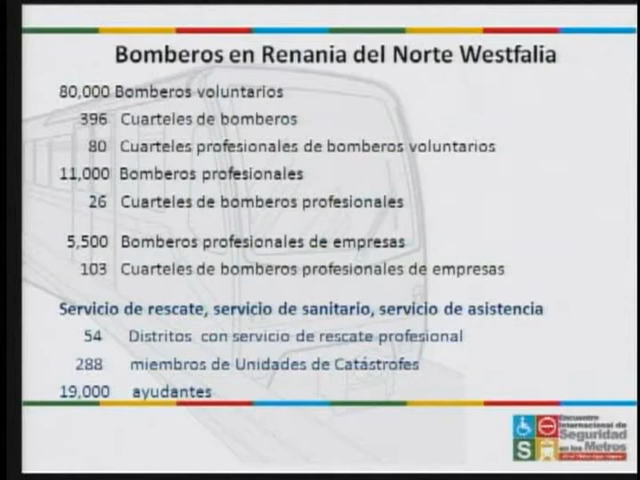 Bomberos en Renania del Norte Westfalia
80,000 Bomberos voluntarios
396 Cuarteles de bomberos
80 Cuarteles profesionales de bomberos voluntarios
11,000 Bomberos profesionales
26 Cuarteles de bomberos profesionales
5,500 Bomberos profesionales de empresas
103 Cuarteles de bomberos profesionales de empresas
Servicio de rescate, servicio de sanitario, servicio de asistencia
54 Distritos con servicio de rescate profesional
288 miembros de Unidades de Catástrofes
19,000 ayudantes
Encuentro
Internacional de
Seguridad
S en los Metros